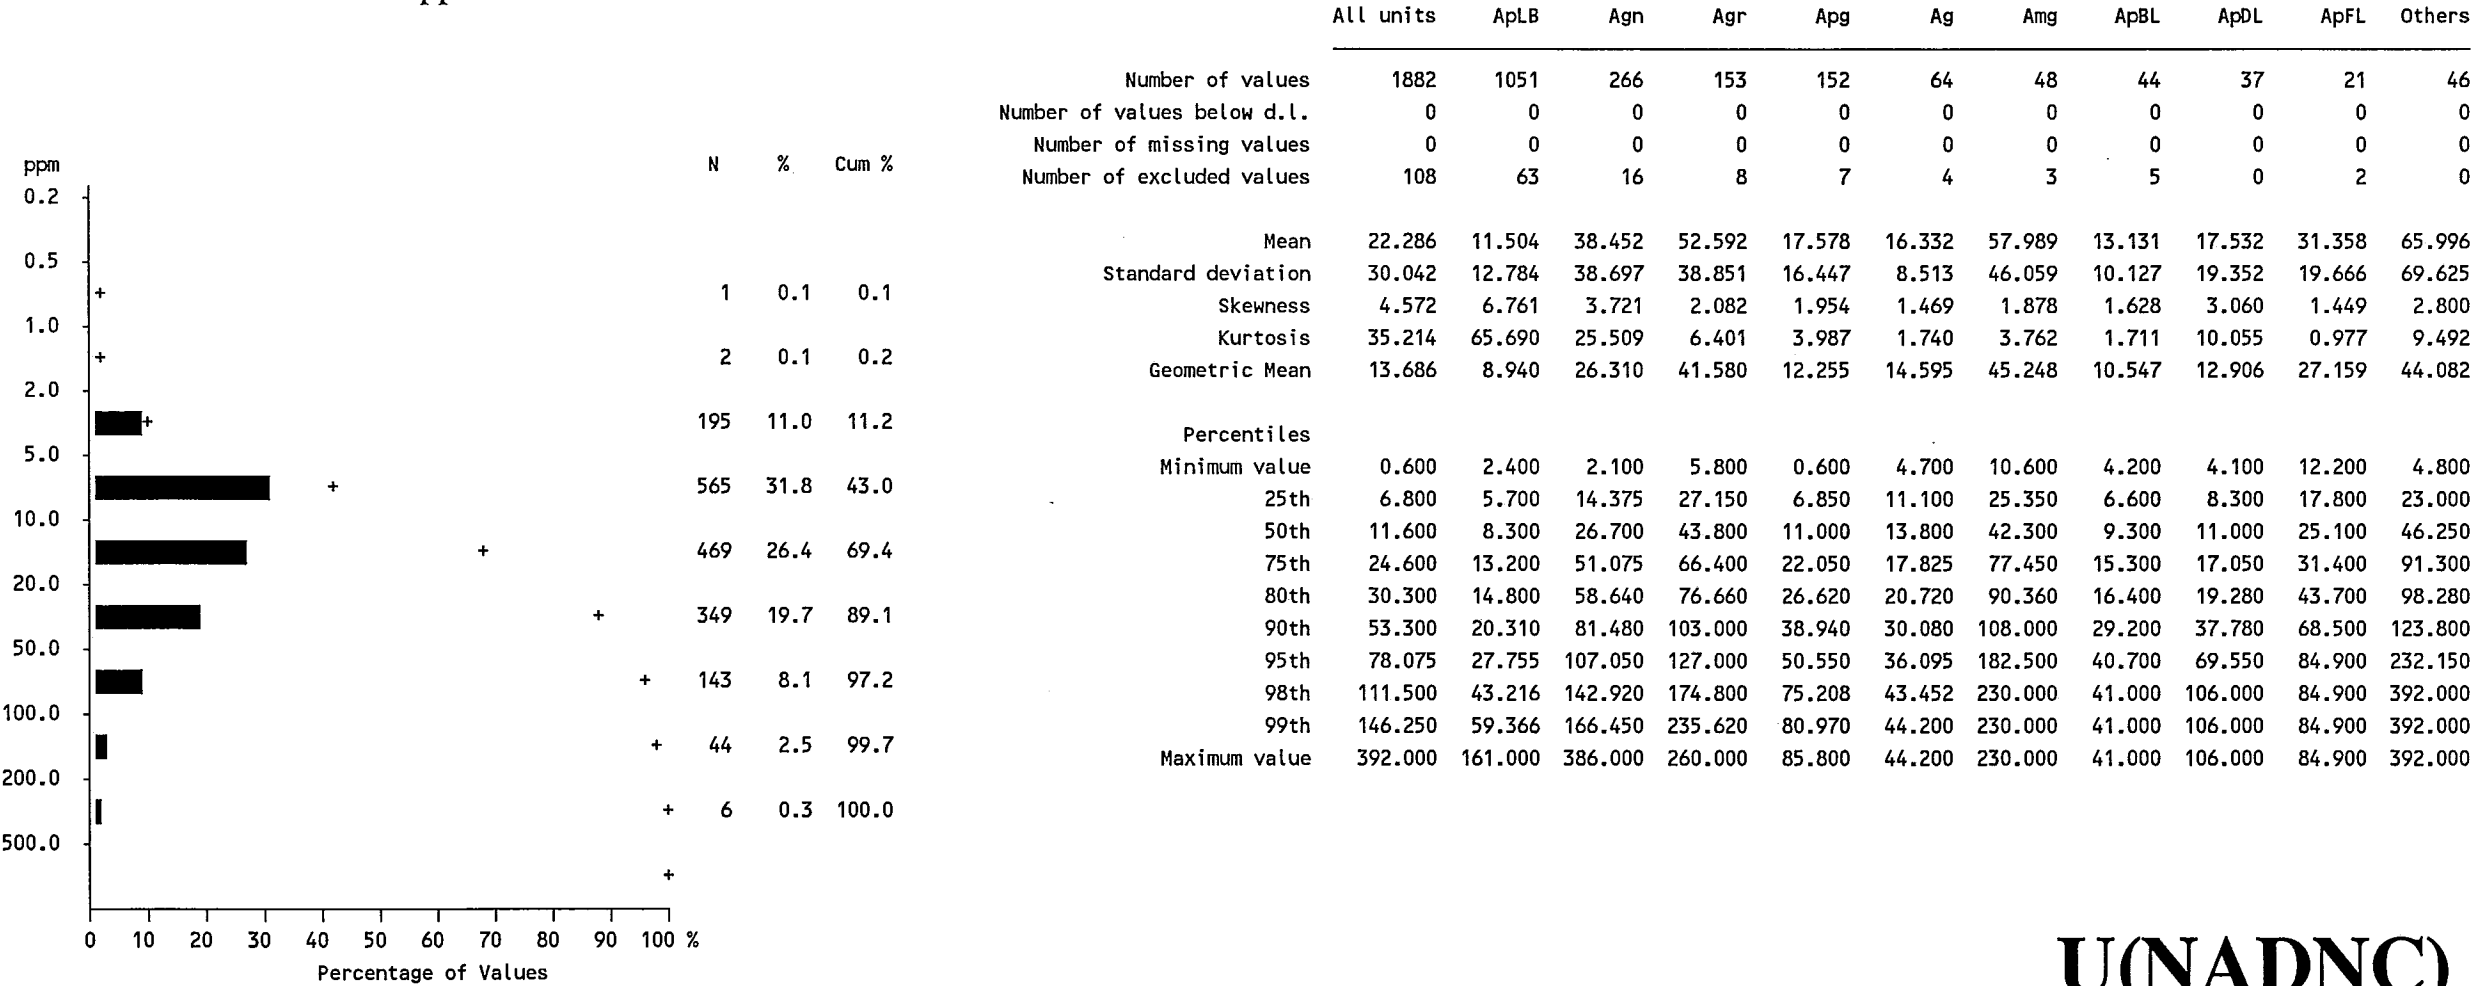 All units ApLB Agn Agr Apg Ag Amg ApBL ApDL ApFL Others
Number of values 1882 1051 266 153 152 64 48 44 37 21 46
Number of values below d.l. 0 0 0 0 0 0 0 0 0 0 0
Number of missing values 0 0 0 0 0 0 0 0 0 0 0
Number of excluded values 108 63 16 8 7 4 3 5 0 2 0
Mean 22.286 11.504 38.452 52.592 17.578 16.332 57.989 13.131 17.532 31.358 65.996
Standard deviation 30.042 12.784 38.697 38.851 16.447 8.513 46.059 10.127 19.352 19.666 69.625
Skewness 4.572 6.761 3.721 2.082 1.954 1.469 1.878 1.628 3.060 1.449 2.800
Kurtosis 35.214 65.690 25.509 6.401 3.987 1.740 3.762 1.711 10.055 0.977 9.492
Geometric Mean 13.686 8.940 26.310 41.580 12.255 14.595 45.248 10.547 12.906 27.159 44.082
Percentiles
Minimum value 0.600 2.400 2.100 5.800 0.600 4.700 10.600 4.200 4.100 12.200 4.800
25th 6.800 5.700 14.375 27.150 6.850 11.100 25.350 6.600 8.300 17.800 23.000
50th 11.600 8.300 26.700 43.800 11.000 13.800 42.300 9.300 11.000 25.100 46.250
75th 24.600 13.200 51.075 66.400 22.050 17.825 77.450 15.300 17.050 31.400 91.300
80th 30.300 14.800 58.640 76.660 26.620 20.720 90.360 16.400 19.280 43.700 98.280
90th 53.300 20.310 81.480 103.000 38.940 30.080 108.000 29.200 37.780 68.500 123.800
95th 78.075 27.755 107.050 127.000 50.550 36.095 182.500 40.700 69.550 84.900 232.150
98th 111.500 43.216 142.920 174.800 75.208 43.452 230.000 41.000 106.000 84.900 392.000
99th 146.250 59.366 166.450 235.620 80.970 44.200 230.000 41.000 106.000 84.900 392.000
Maximum value 392.000 161.000 386.000 260.000 85.800 44.200 230.000 41.000 106.000 84.900 392.000
ppm N % Cum %
0.2
0.5
1 0.1 0.1
1.0
2 0.1 0.2
2.0
195 11.0 11.2
5.0
565 31.8 43.0
10.0
469 26.4 69.4
20.0
349 19.7 89.1
50.0
143 8.1 97.2
100.0
44 2.5 99.7
200.0
6 0.3 100.0
500.0
0 10 20 30 40 50 60 70 80 90 100 %
Percentage of Values
U(NADNC)